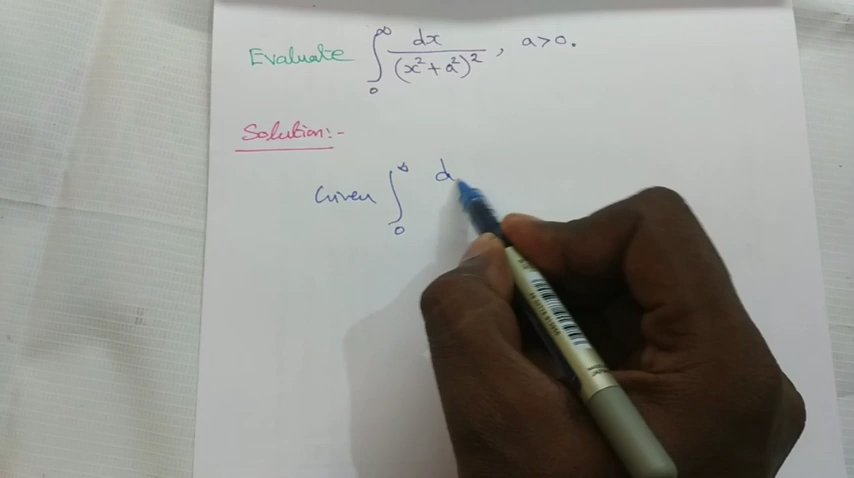 Evaluate ∫₀^∞ dx/(x²+a²)², a>0.
Solution:-
Given ∫₀^∞ d